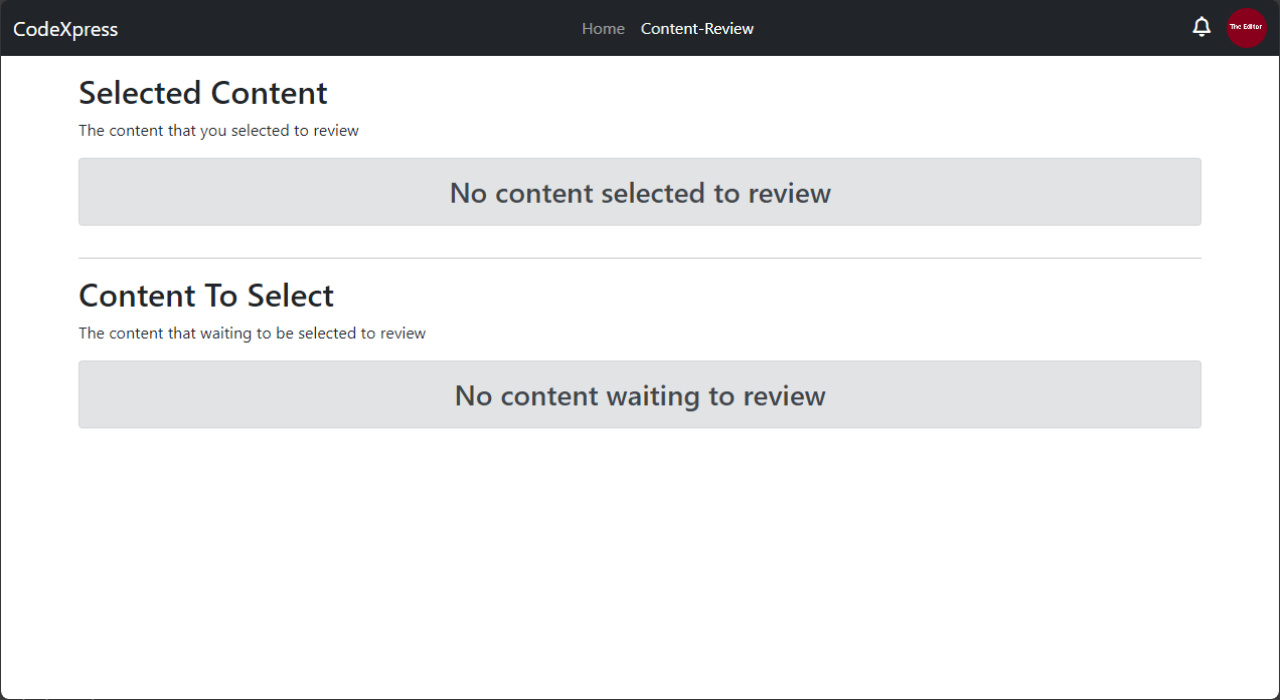 CodeXpress
Home Content-Review
The Editor
Selected Content
The content that you selected to review
No content selected to review
Content To Select
The content that waiting to be selected to review
No content waiting to review